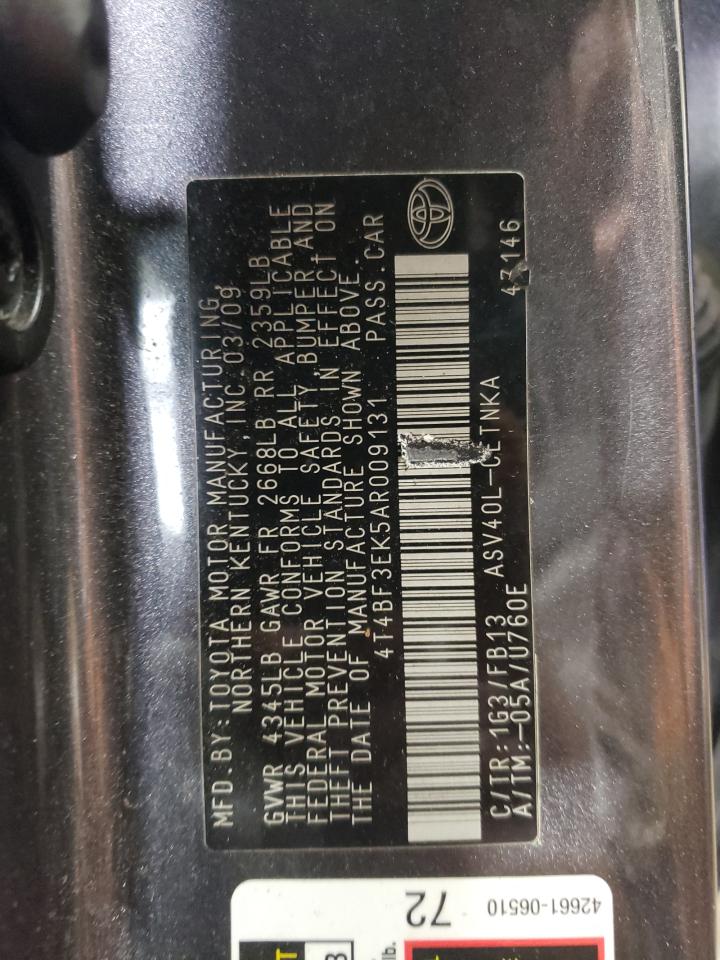 MFD.BY:TOYOTA MOTOR MANUFACTURING,
NORTHERN KENTUCKY,INC.03/09
GVWR 4345LB GAWR FR 2668LB RR 2359LB
THIS VEHICLE CONFORMS TO ALL APPLICABLE
FEDERAL MOTOR VEHICLE SAFETY, BUMPER AND
THEFT PREVENTION STANDARDS IN EFFECT ON
THE DATE OF MANUFACTURE SHOWN ABOVE.
4T4BF3EK5AR009131 PASS.CAR
C/TR:1G3/FB13 ASV40L-CETNKA 47146
A/TM:-05A/U760E
42661-06510
72
lb.